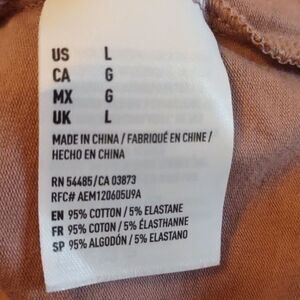 US L
CA G
MX G
UK L
MADE IN CHINA / FABRIQUÉ EN CHINE /
HECHO EN CHINA
RN 54485/CA 03873
RFC# AEM120605U9A
EN 95% COTTON / 5% ELASTANE
FR 95% COTON / 5% ÉLASTHANNE
SP 95% ALGODÓN / 5% ELASTANO